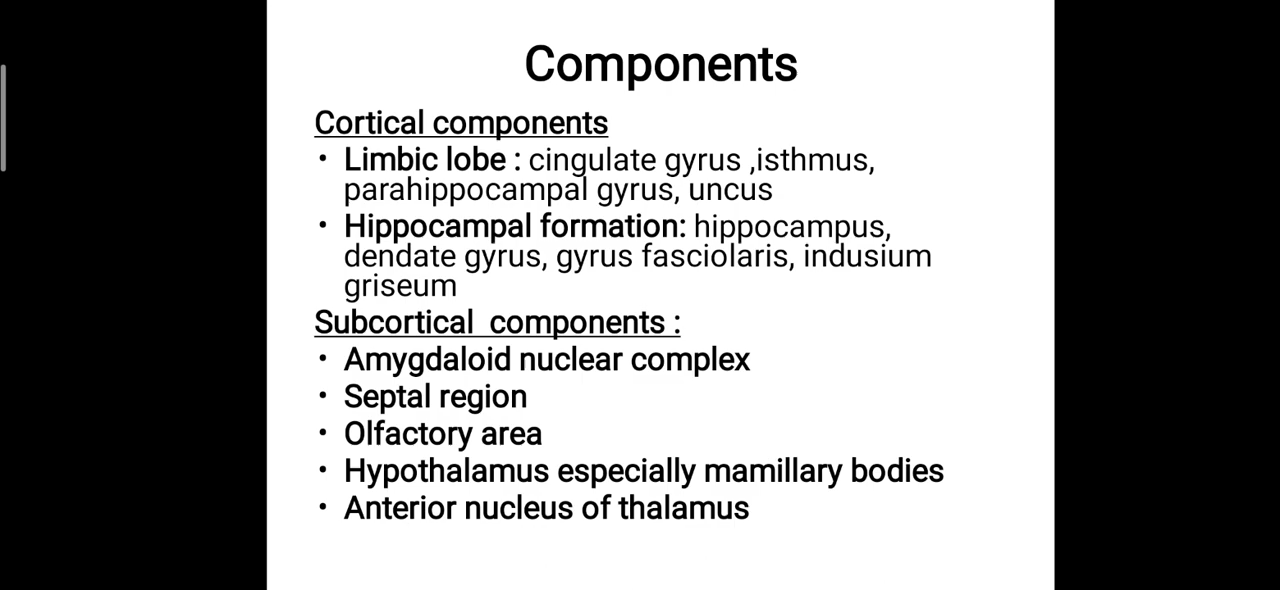 Components
Cortical components
• Limbic lobe : cingulate gyrus ,isthmus,
parahippocampal gyrus, uncus
• Hippocampal formation: hippocampus,
dendate gyrus, gyrus fasciolaris, indusium
griseum
Subcortical  components :
• Amygdaloid nuclear complex
• Septal region
• Olfactory area
• Hypothalamus especially mamillary bodies
• Anterior nucleus of thalamus